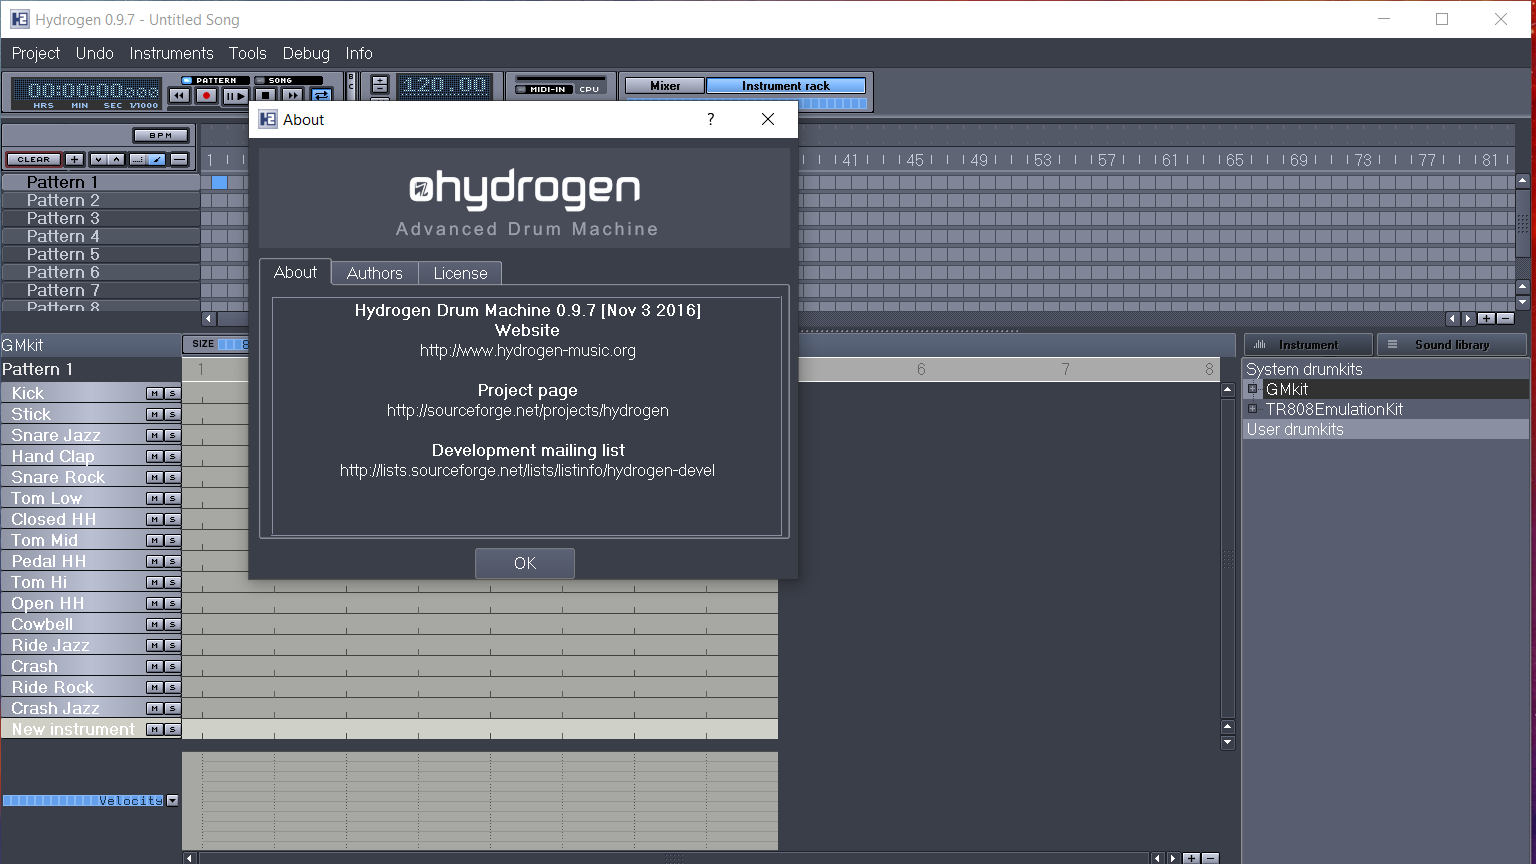 Hydrogen 0.9.7 - Untitled Song
Project Undo Instruments Tools Debug Info
00:00:00000
HRS MIN SEC 1/1000
PATTERN SONG
B
C
120.00
MIDI-IN CPU
Mixer Instrument rack
About
?
BPM
CLEAR
1 41 45 49 53 57 61 65 69 73 77 81
Pattern 1
Pattern 2
Pattern 3
Pattern 4
Pattern 5
Pattern 6
Pattern 7
Pattern 8
hydrogen
Advanced Drum Machine
About Authors License
Hydrogen Drum Machine 0.9.7 [Nov 3 2016]
Website
http://www.hydrogen-music.org
Project page
http://sourceforge.net/projects/hydrogen
Development mailing list
http://lists.sourceforge.net/lists/listinfo/hydrogen-devel
OK
GMkit
SIZE 8
Pattern 1
1 6 7 8
Kick M S
Stick M S
Snare Jazz M S
Hand Clap M S
Snare Rock M S
Tom Low M S
Closed HH M S
Tom Mid M S
Pedal HH M S
Tom Hi M S
Open HH M S
Cowbell M S
Ride Jazz M S
Crash M S
Ride Rock M S
Crash Jazz M S
New instrument M S
Velocity
Instrument Sound library
System drumkits
GMkit
TR808EmulationKit
User drumkits